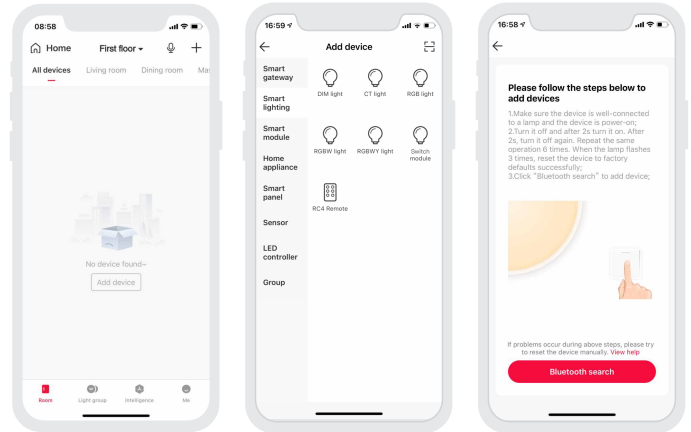 08:58
Home
First floor
All devices
Living room
Dining room
Mas
No device found~
Add device
Room
Light group
Intelligence
Me
16:59
Add device
Smart
gateway
Smart
lighting
Smart
module
Home
appliance
Smart
panel
Sensor
LED
controller
Group
DIM light
CT light
RGB light
RGBW light
RGBWY light
Switch
module
RC4 Remote
16:58
Please follow the steps below to
add devices
1.Make sure the device is well-connected
to a lamp and the device is power-on;
2.Turn it off and after 2s turn it on. After
2s, turn it off again. Repeat the same
operation 6 times. When the lamp flashes
3 times, reset the device to factory
defaults successfully;
3.Click “Bluetooth search” to add device;
If problems occur during above steps, please try
to reset the device manually. View help
Bluetooth search